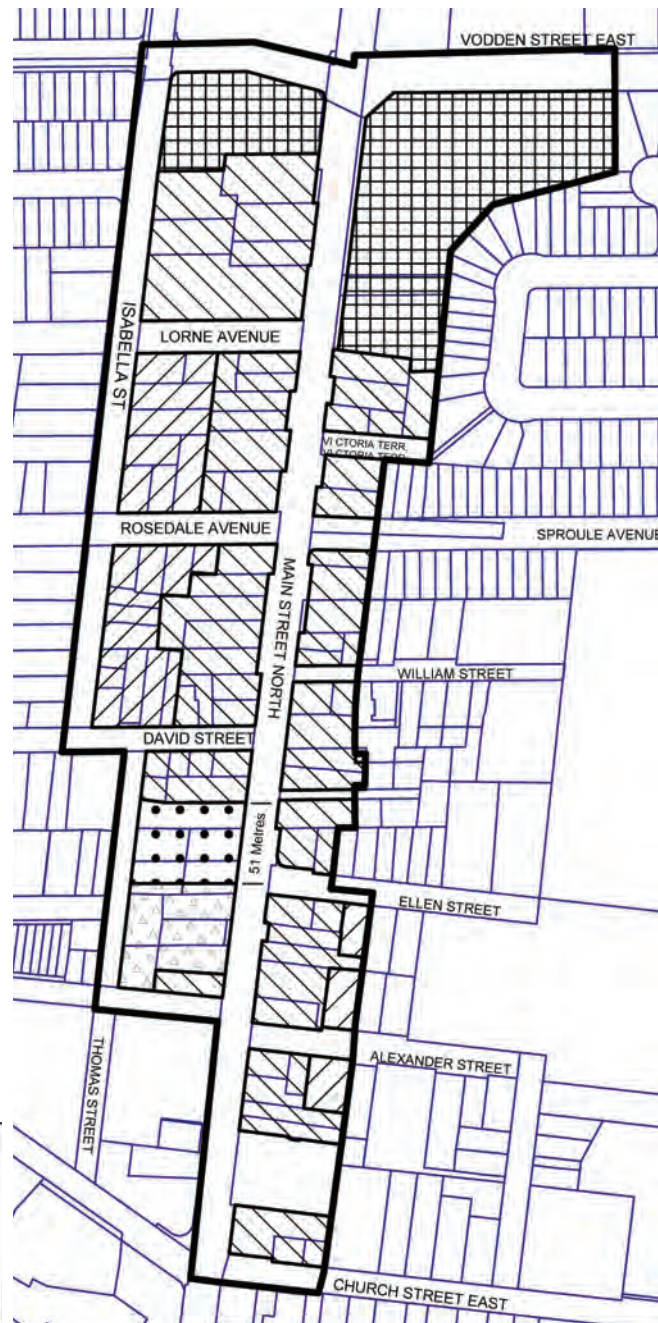 VODDEN STREET EAST
ISABELLA ST.
LORNE AVENUE
VICTORIA TERR.
VICTORIA TERR.
ROSEDALE AVENUE
SPROULE AVENUE
MAIN STREET NORTH
WILLIAM STREET
DAVID STREET
51 Metres
ELLEN STREET
THOMAS STREET
ALEXANDER STREET
CHURCH STREET EAST